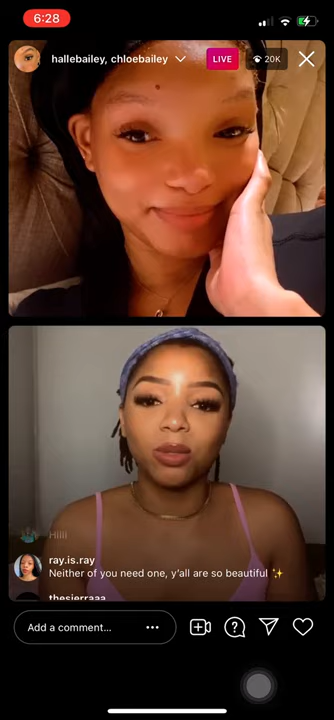 6:28
hallebailey, chloebailey
LIVE
20K
Hiiii
ray.is.ray
Neither of you need one, y'all are so beautiful ✨
thesierraaa
Add a comment...